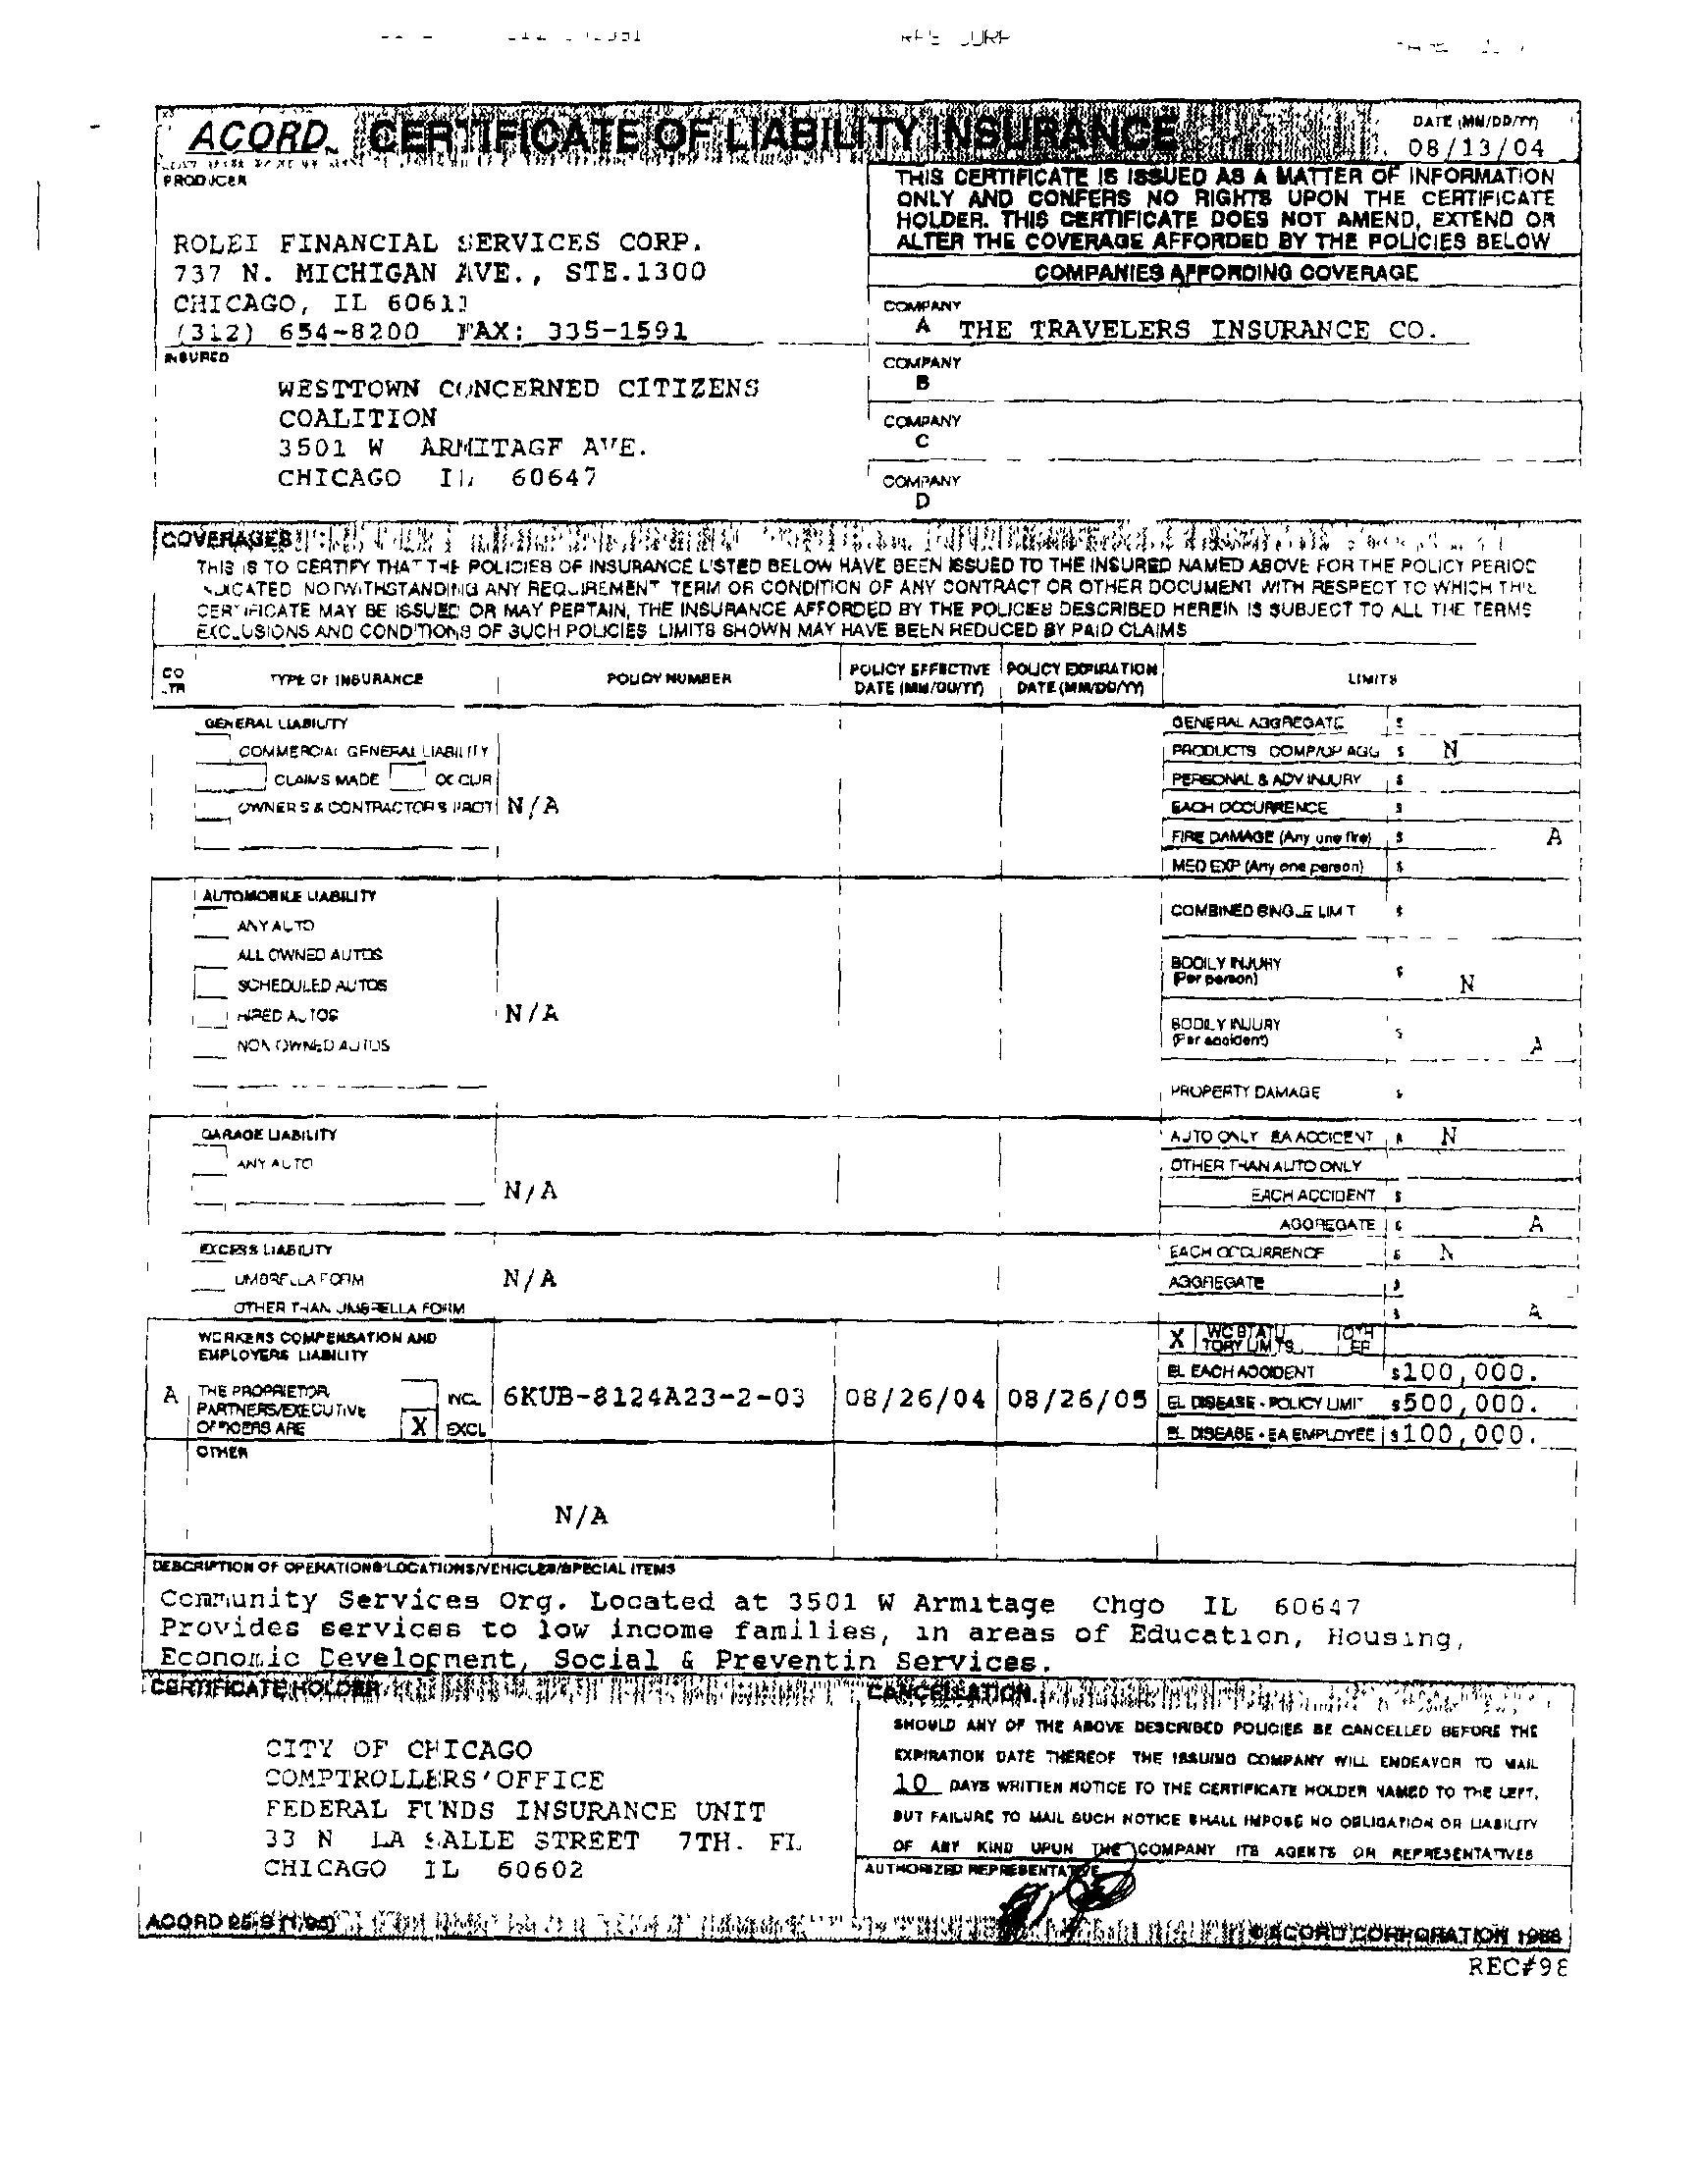 ACORD CERTIFICATE OF LIABILITY INSURANCE
DATE (MM/DD/YY)
08/13/04
PRODUCER
ROLEI FINANCIAL SERVICES CORP.
737 N. MICHIGAN AVE., STE.1300
CHICAGO, IL 60611
(312) 654-8200 FAX: 335-1591
THIS CERTIFICATE IS ISSUED AS A MATTER OF INFORMATION
ONLY AND CONFERS NO RIGHTS UPON THE CERTIFICATE
HOLDER. THIS CERTIFICATE DOES NOT AMEND, EXTEND OR
ALTER THE COVERAGE AFFORDED BY THE POLICIES BELOW
COMPANIES AFFORDING COVERAGE
COMPANY
A THE TRAVELERS INSURANCE CO.
INSURED
WESTTOWN CONCERNED CITIZENS
COALITION
3501 W ARMITAGE AVE.
CHICAGO IL 60647
COMPANY
B
COMPANY
C
COMPANY
D
COVERAGES
THIS IS TO CERTIFY THAT THE POLICIES OF INSURANCE LISTED BELOW HAVE BEEN ISSUED TO THE INSURED NAMED ABOVE FOR THE POLICY PERIOD
INDICATED NOTWITHSTANDING ANY REQUIREMENT TERM OR CONDITION OF ANY CONTRACT OR OTHER DOCUMENT WITH RESPECT TO WHICH THIS
CERTIFICATE MAY BE ISSUED OR MAY PERTAIN, THE INSURANCE AFFORDED BY THE POLICIES DESCRIBED HEREIN IS SUBJECT TO ALL THE TERMS
EXCLUSIONS AND CONDITIONS OF SUCH POLICIES LIMITS SHOWN MAY HAVE BEEN REDUCED BY PAID CLAIMS
CO LTR TYPE OF INSURANCE POLICY NUMBER POLICY EFFECTIVE DATE (MM/DD/YY) POLICY EXPIRATION DATE (MM/DD/YY) LIMITS
GENERAL LIABILITY
COMMERCIAL GENERAL LIABILITY
CLAIMS MADE OCCUR
OWNER S & CONTRACTOR S PROT N/A
GENERAL AGGREGATE $
PRODUCTS COMP/OP AGG $ N
PERSONAL & ADV INJURY $
EACH OCCURRENCE $
FIRE DAMAGE (Any one fire) $ A
MED EXP (Any one person) $
AUTOMOBILE LIABILITY
ANY AUTO
ALL OWNED AUTOS
SCHEDULED AUTOS
HIRED AUTOS N/A
NON OWNED AUTOS
COMBINED SINGLE LIMIT $
BODILY INJURY
(Per person) $ N
BODILY INJURY
(Per accident) $ A
PROPERTY DAMAGE $
GARAGE LIABILITY
ANY AUTO
N/A
AUTO ONLY EA ACCIDENT $ N
OTHER THAN AUTO ONLY
EACH ACCIDENT $
AGGREGATE $ A
EXCESS LIABILITY
UMBRELLA FORM N/A
OTHER THAN UMBRELLA FORM
EACH OCCURRENCE $ N
AGGREGATE $
$ A
WORKERS COMPENSATION AND
EMPLOYERS LIABILITY
A THE PROPRIETOR INCL
PARTNERS/EXECUTIVE
OFFICERS ARE X EXCL
6KUB-8124A23-2-03 08/26/04 08/26/05
X WC STATU TORY LIMITS OTH ER
EL EACH ACCIDENT $100,000.
EL DISEASE - POLICY LIMIT $500,000.
EL DISEASE - EA EMPLOYEE $100,000.
OTHER
N/A
DESCRIPTION OF OPERATIONS/LOCATIONS/VEHICLES/SPECIAL ITEMS
Community Services Org. Located at 3501 W Armitage Chgo IL 60647
Provides services to low income families, in areas of Education, Housing,
Economic Development, Social & Preventin Services.
CERTIFICATE HOLDER
CITY OF CHICAGO
COMPTROLLERS'OFFICE
FEDERAL FUNDS INSURANCE UNIT
33 N LA SALLE STREET 7TH. FL
CHICAGO IL 60602
CANCELLATION
SHOULD ANY OF THE ABOVE DESCRIBED POLICIES BE CANCELLED BEFORE THE
EXPIRATION DATE THEREOF THE ISSUING COMPANY WILL ENDEAVOR TO MAIL
10 DAYS WRITTEN NOTICE TO THE CERTIFICATE HOLDER NAMED TO THE LEFT,
BUT FAILURE TO MAIL SUCH NOTICE SHALL IMPOSE NO OBLIGATION OR LIABILITY
OF ANY KIND UPON THE COMPANY ITS AGENTS OR REPRESENTATIVES
AUTHORIZED REPRESENTATIVE
ACORD 25-S (1/95)
© ACORD CORPORATION 1988
REC#98